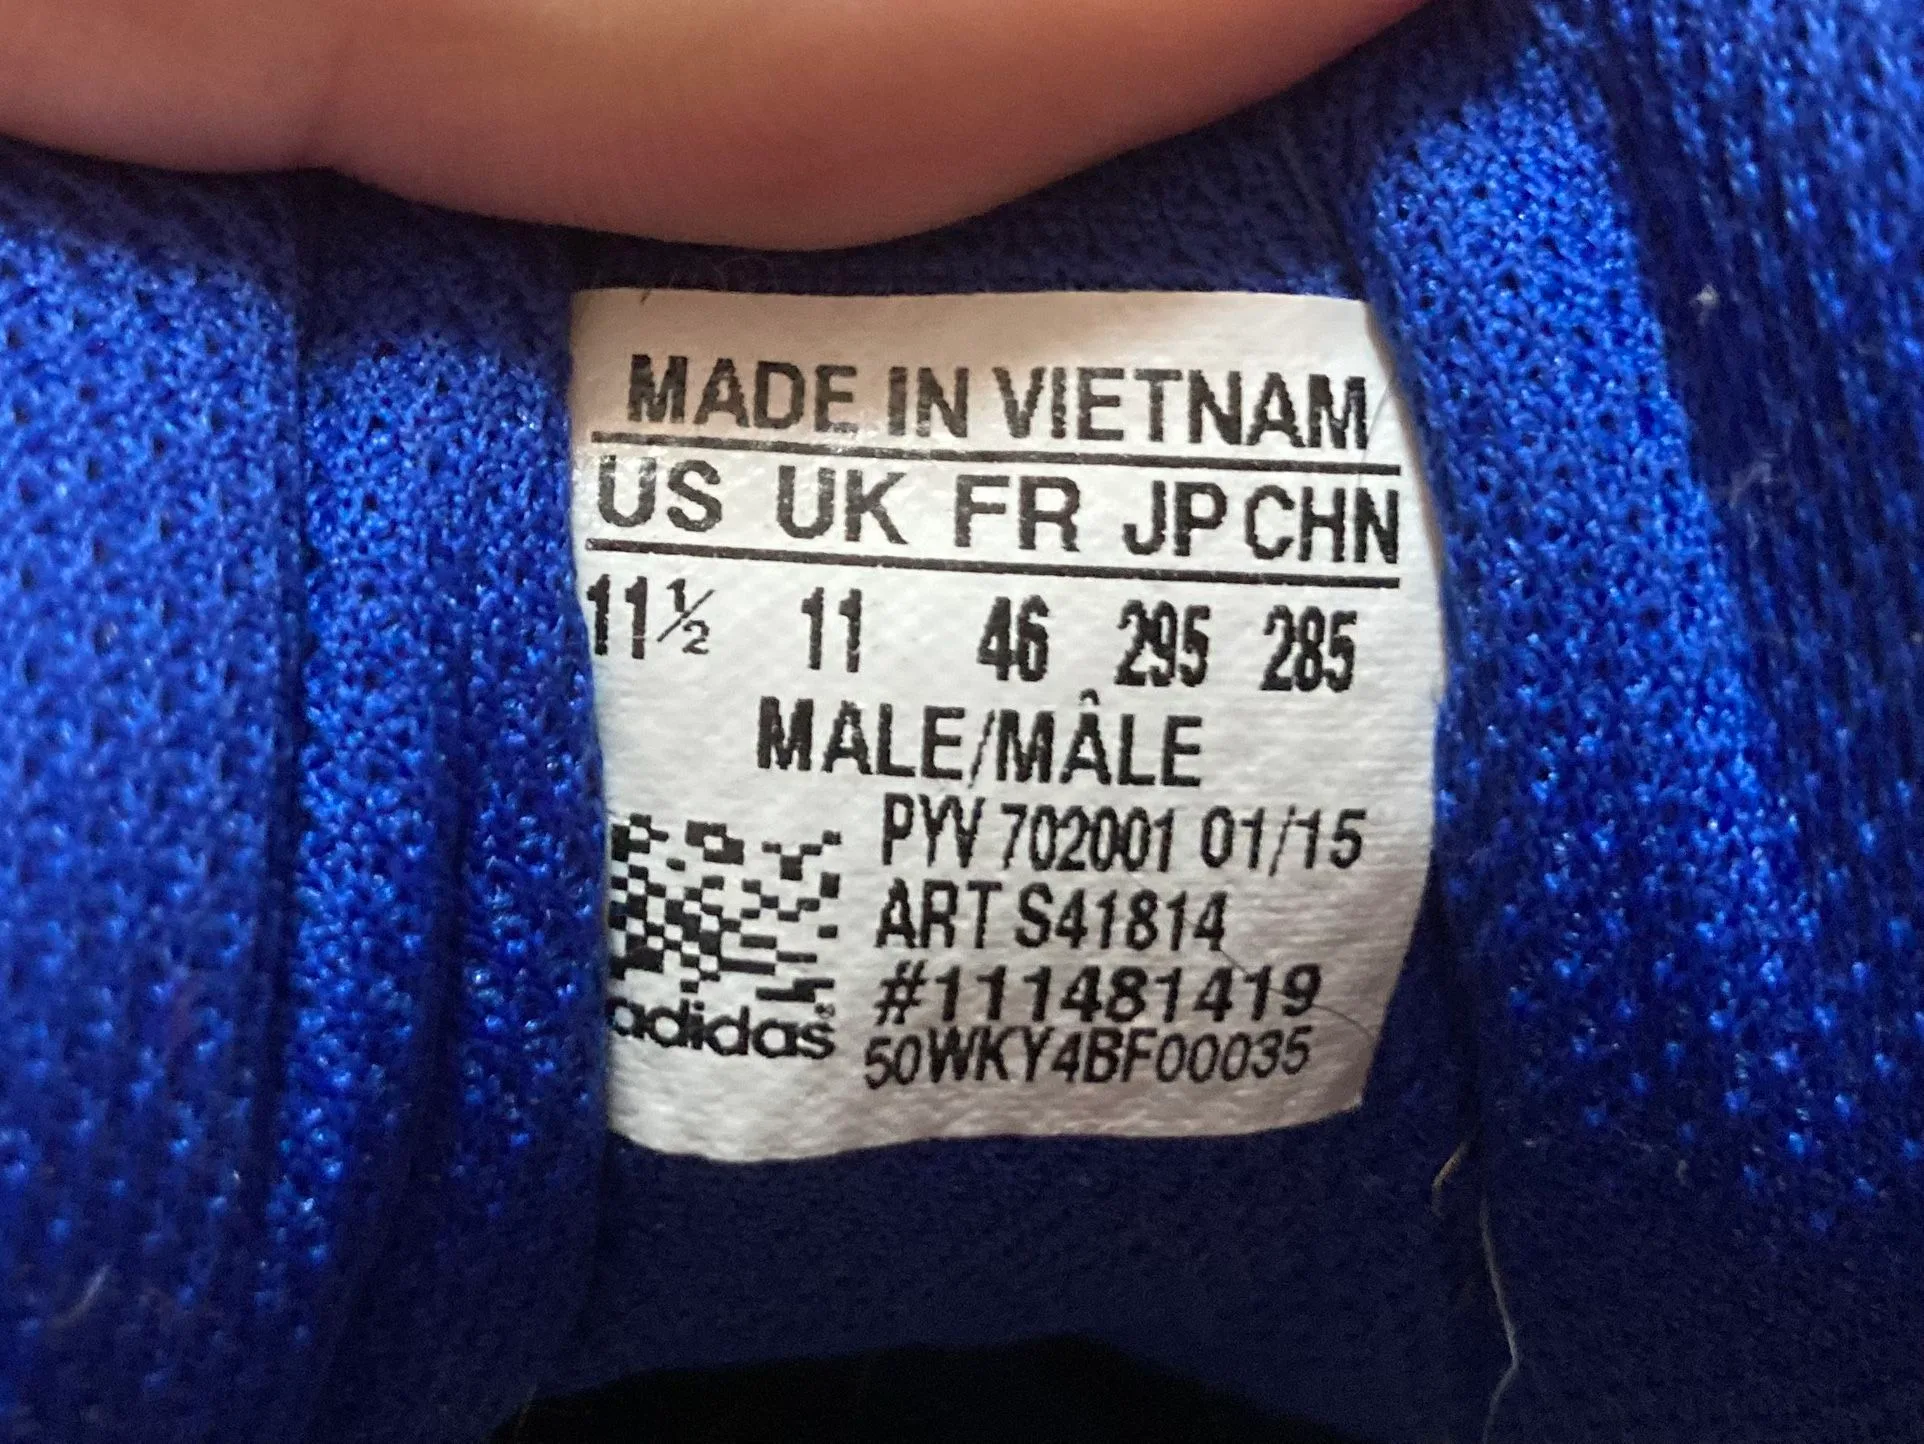 MADE IN VIETNAM
US UK FR JP CHN
11½ 11 46 295 285
MALE/MÂLE
PYV 702001 01/15
ART S41814
#111481419
adidas
50WKY4BF00035